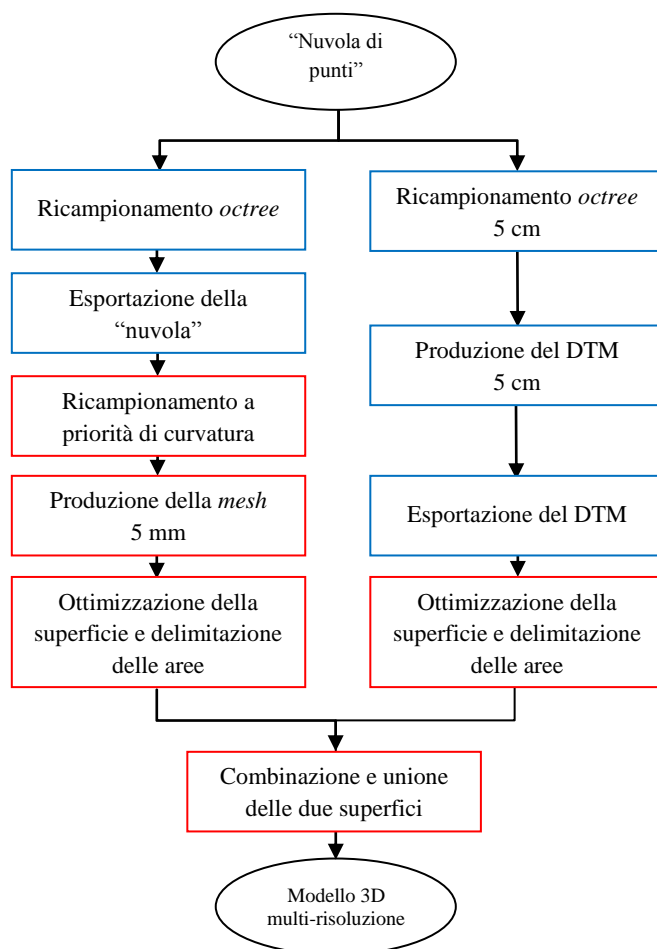 “Nuvola di
punti”
Ricampionamento octree
Esportazione della
“nuvola”
Ricampionamento a
priorità di curvatura
Produzione della mesh
5 mm
Ottimizzazione della
superficie e delimitazione
delle aree
Ricampionamento octree
5 cm
Produzione del DTM
5 cm
Esportazione del DTM
Ottimizzazione della
superficie e delimitazione
delle aree
Combinazione e unione
delle due superfici
Modello 3D
multi-risoluzione